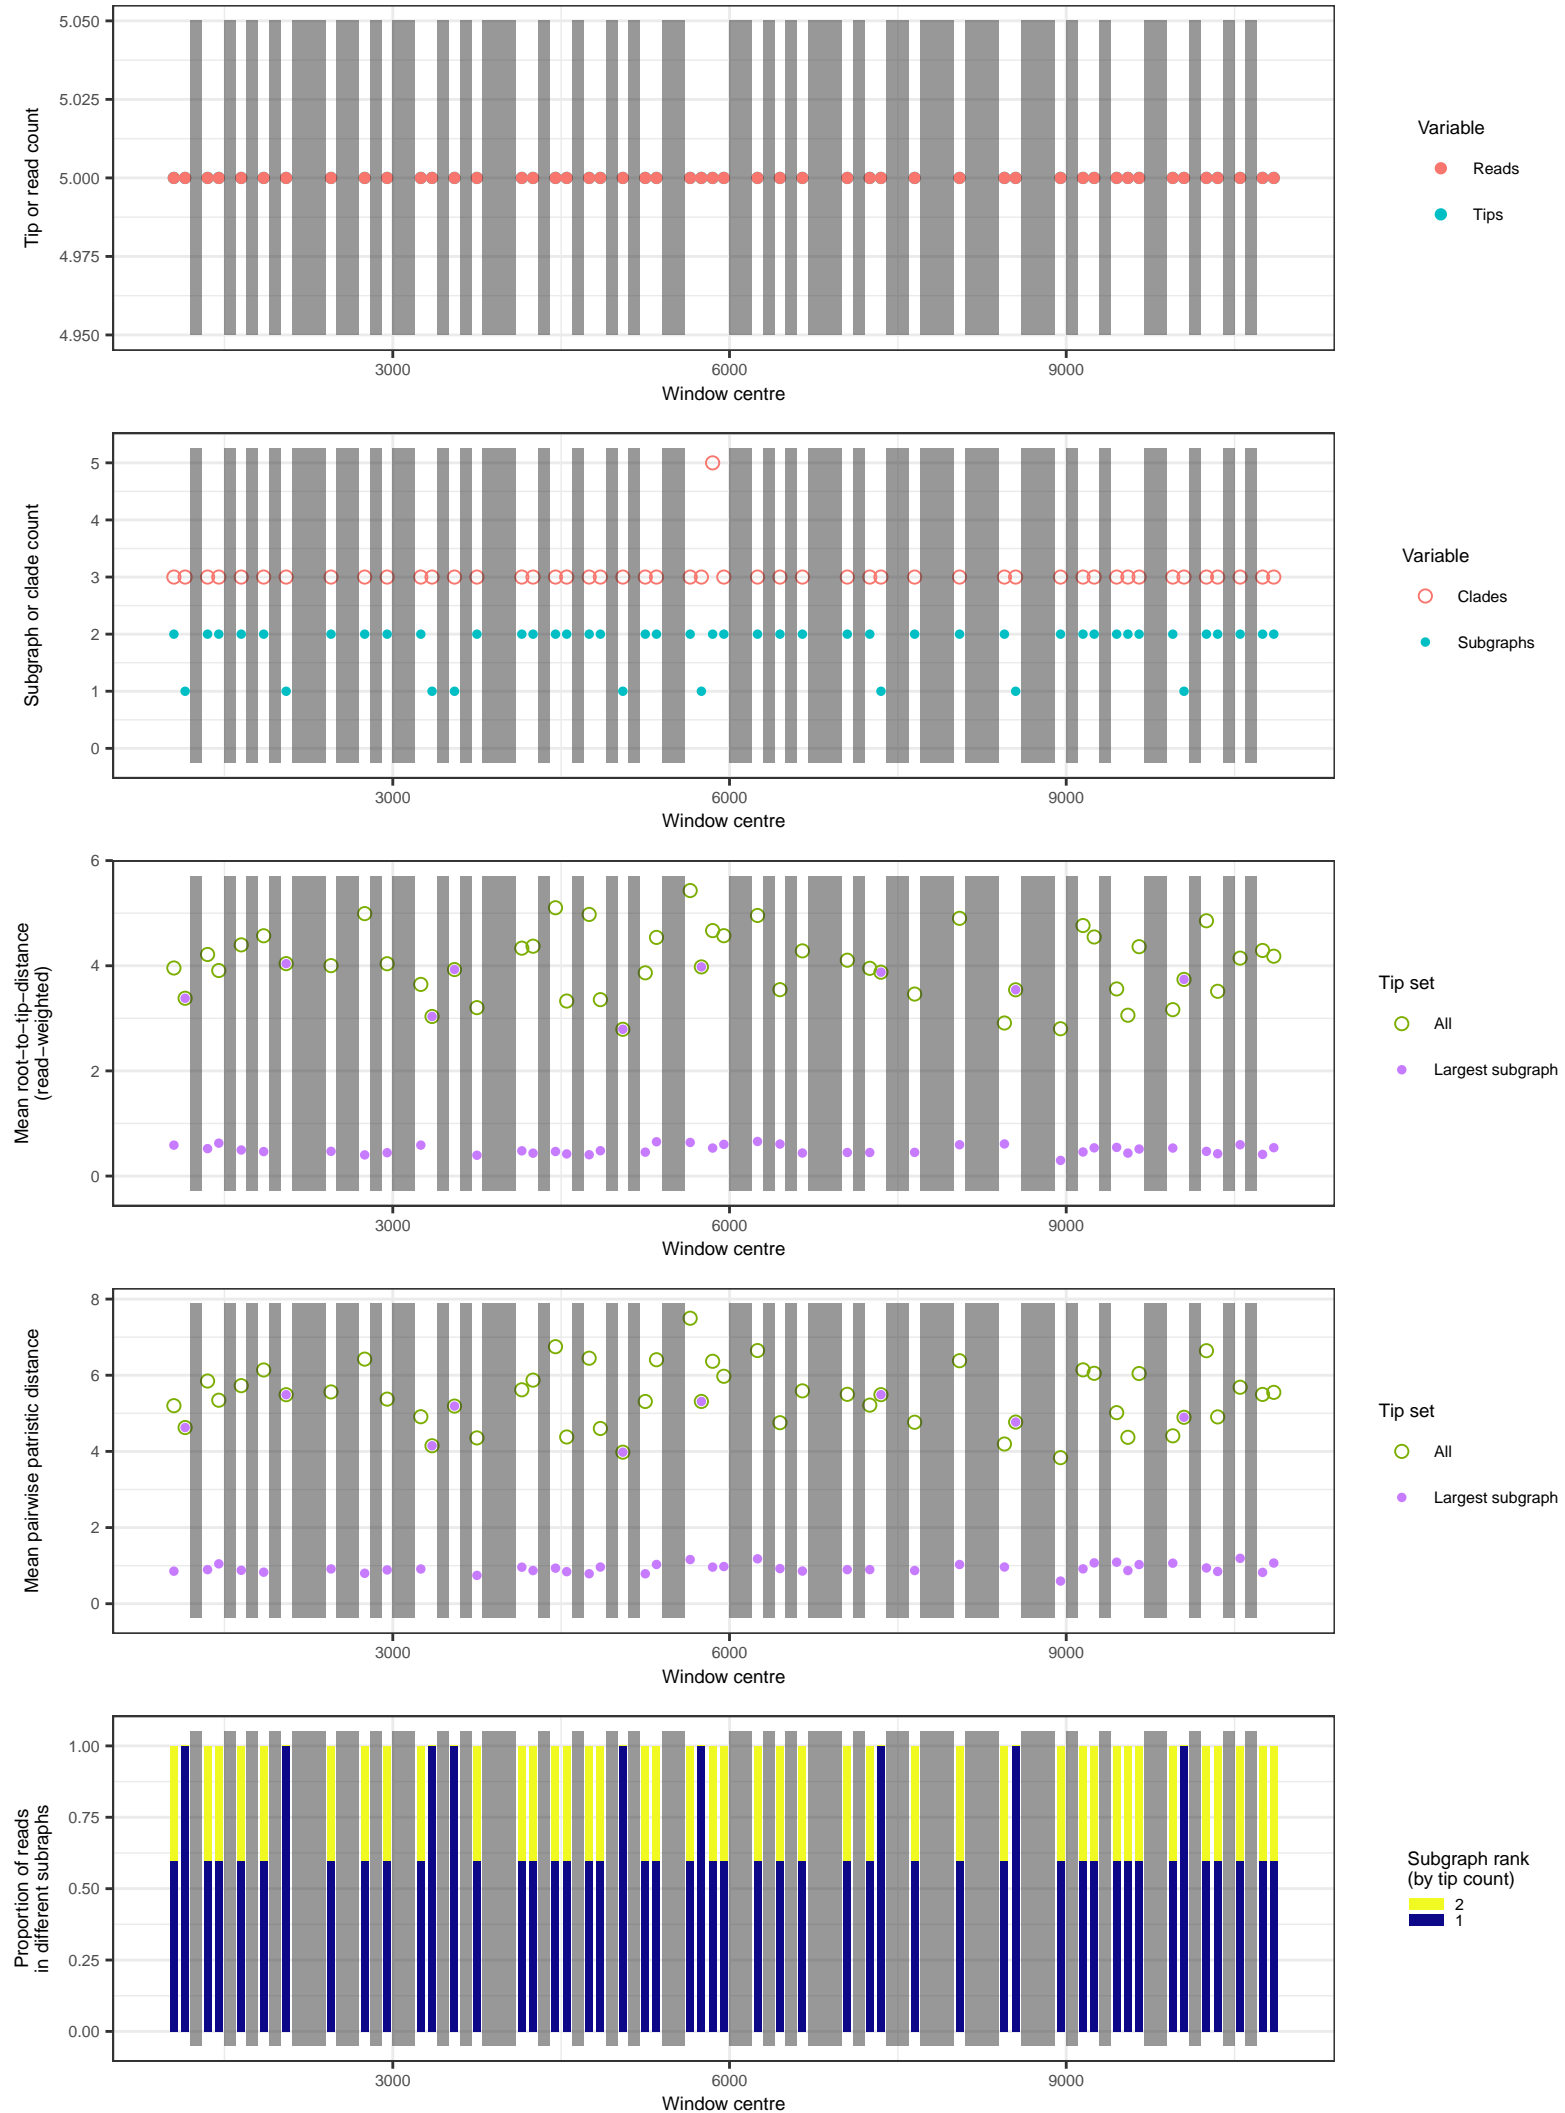 5.050
5.025
5.000
4.975
4.950
Tip or read count
3000 6000 9000
Window centre
Variable
Reads
Tips
5
4
3
2
1
0
Subgraph or clade count
3000 6000 9000
Window centre
Variable
Clades
Subgraphs
6
4
2
0
Mean root−to−tip−distance
(read−weighted)
3000 6000 9000
Window centre
Tip set
All
Largest subgraph
8
6
4
2
0
Mean pairwise patristic distance
3000 6000 9000
Window centre
Tip set
All
Largest subgraph
1.00
0.75
0.50
0.25
0.00
Proportion of reads
in different subraphs
3000 6000 9000
Window centre
Subgraph rank
(by tip count)
2
1